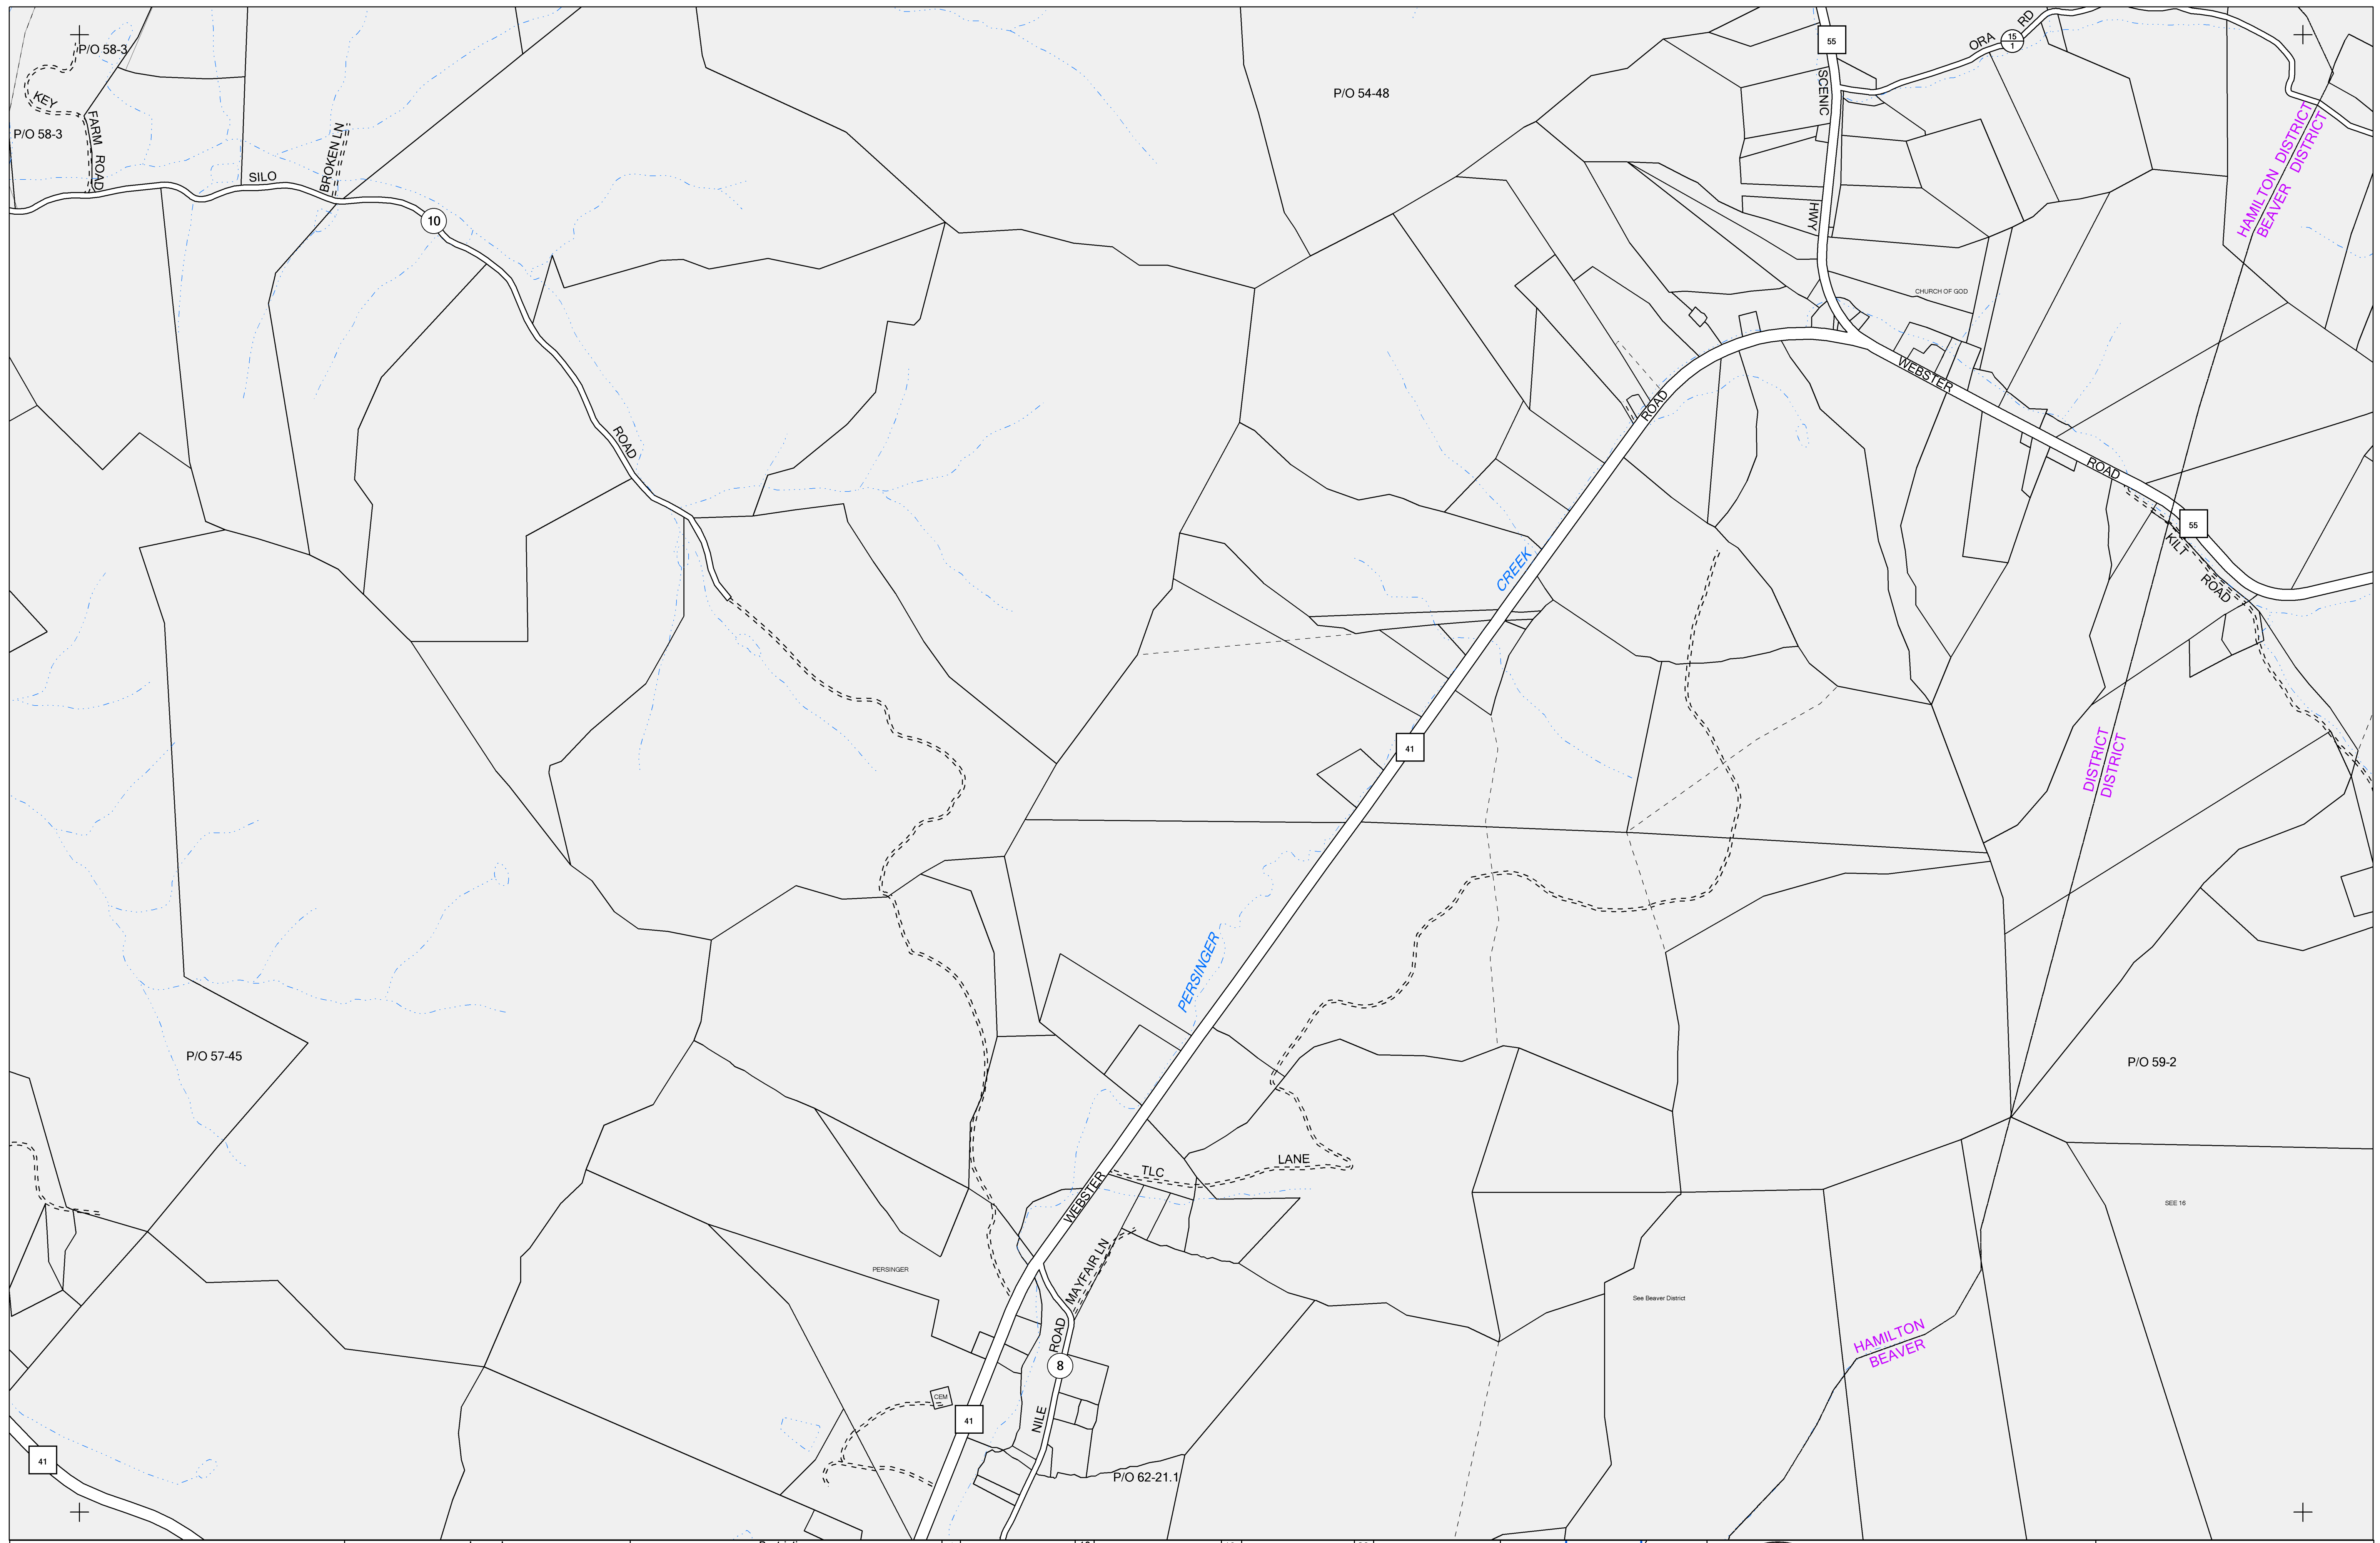 55
ORA RD
15
1
P/O 58-3
KEY
P/O 54-48
SCENIC
FARM ROAD
P/O 58-3
BROKEN LN
HAMILTON DISTRICT
BEAVER DISTRICT
SILO
10
HWY
CHURCH OF GOD
WEBSTER
ROAD
ROAD
ROAD
55
KILT
ROAD
CREEK
41
DISTRICT
DISTRICT
PERSINGER
P/O 57-45
P/O 59-2
TLC
LANE
WEBSTER
SEE 16
MAYFAIR LN
PERSINGER
See Beaver District
HAMILTON
BEAVER
ROAD
8
CEM
41
NILE
41
P/O 62-21.1